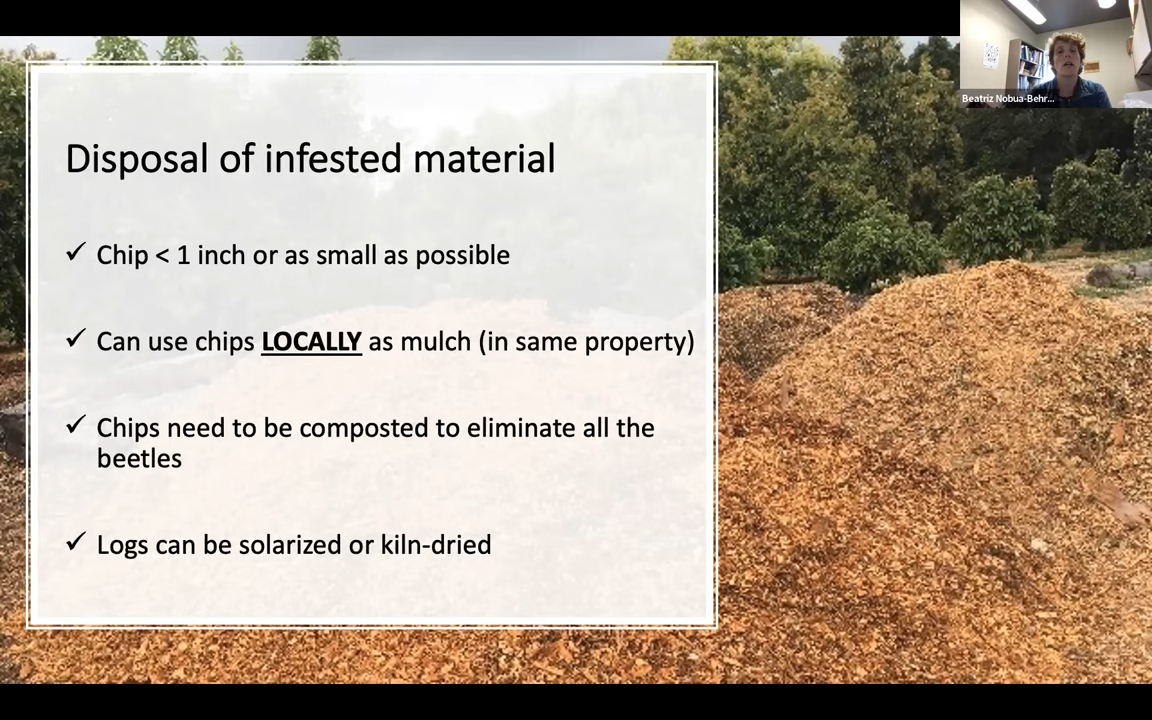 Beatriz Nobua-Behr...
Disposal of infested material
✓ Chip < 1 inch or as small as possible
✓ Can use chips LOCALLY as mulch (in same property)
✓ Chips need to be composted to eliminate all the
beetles
✓ Logs can be solarized or kiln-dried